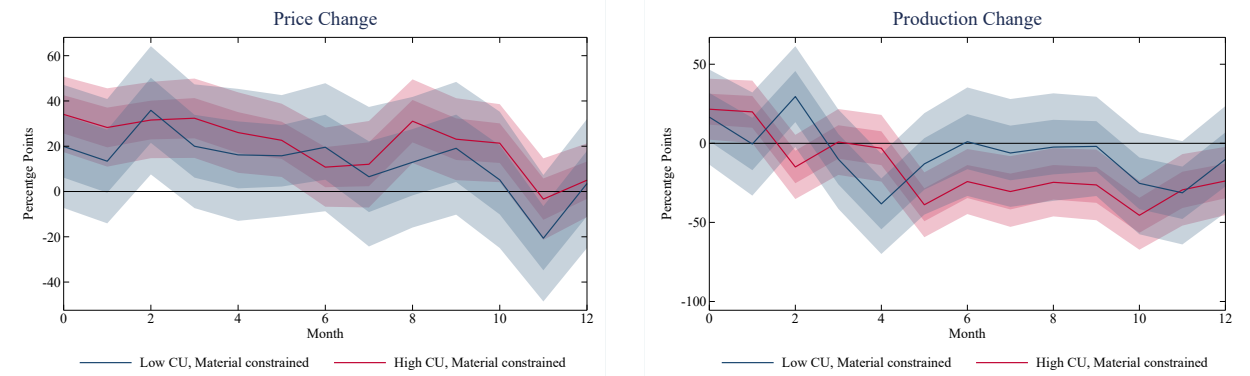 Price Change
Percentge Points
60
40
20
0
-20
-40
0 2 4 6 8 10 12
Month
Low CU, Material constrained High CU, Material constrained
Production Change
Percentge Points
50
0
-50
-100
0 2 4 6 8 10 12
Month
Low CU, Material constrained High CU, Material constrained